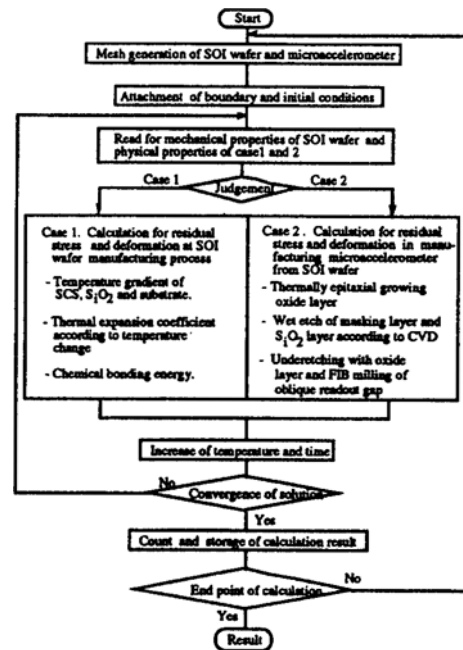 Start
Mesh generation of SOI wafer and microaccelerometer
Attachment of boundary and initial conditions
Read for mechanical properties of SOI wafer and
physical properties of case1 and 2
Case 1
Judgement
Case 2
Case 1. Calculation for residual
stress and deformation at SOI
wafer manufacturing process
- Temperature gradient of
SCS, SiO2 and substrate.
- Thermal expansion coefficient
according to temperature
change
- Chemical bonding energy.
Case 2 . Calculation for residual
stress and deformation in manu-
facturing microaccelerometer
from SOI wafer
- Thermally epitaxial growing
oxide layer
- Wet etch of masking layer and
SiO2 layer according to CVD
- Underetching with oxide
layer and FIB milling of
oblique readout gap
Increase of temperature and time
No
Convergence of solution
Yes
Count and storage of calculation result
End point of calculation
No
Yes
Result